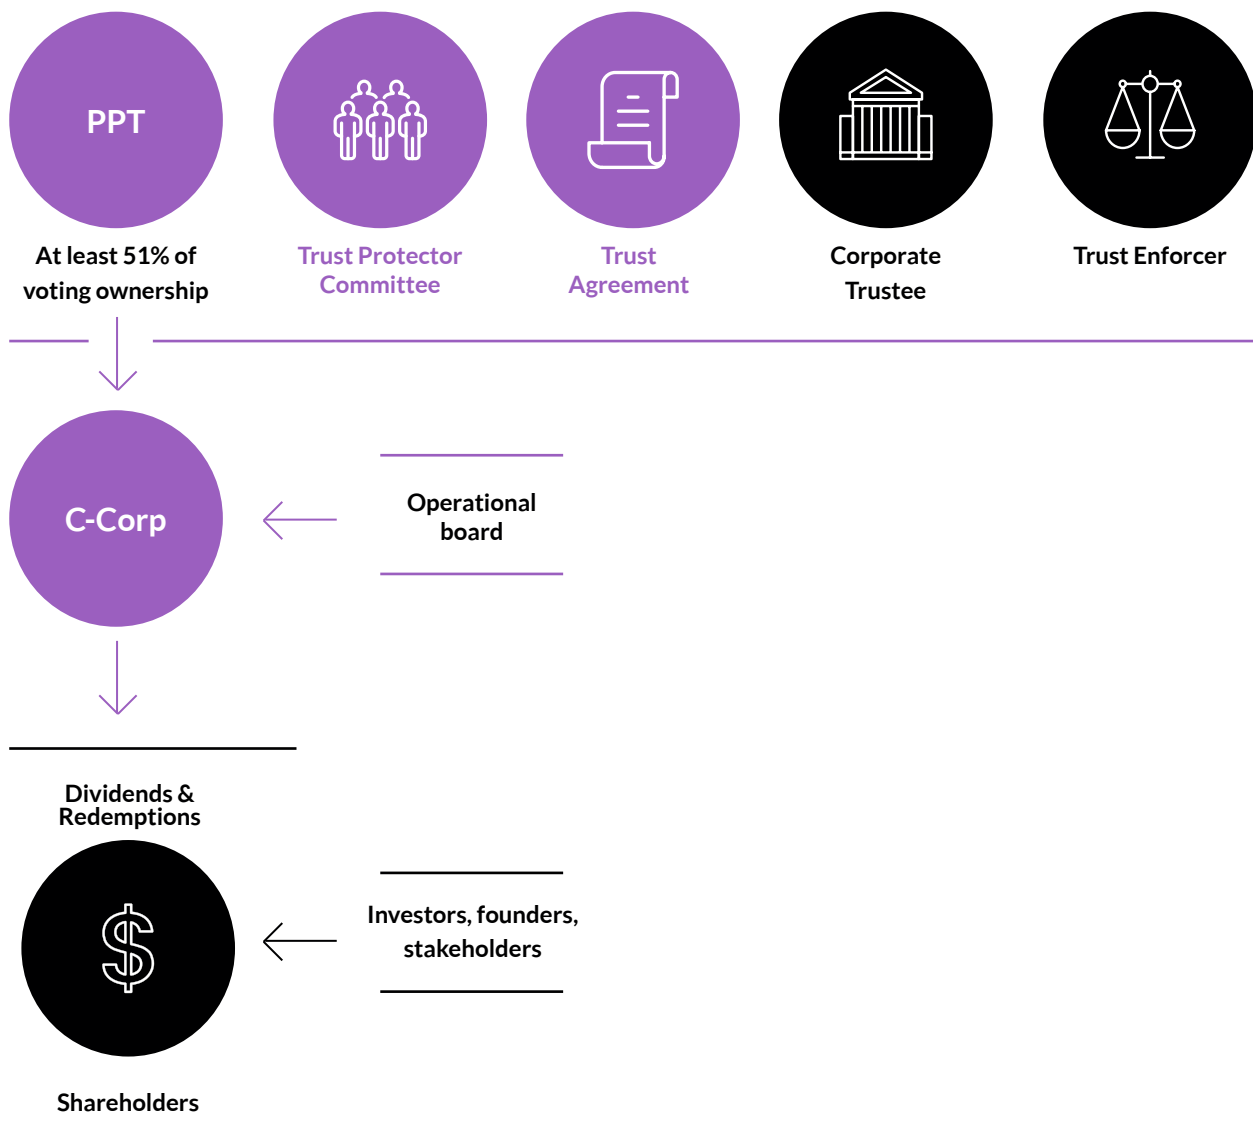 PPT
At least 51% of
voting ownership
Trust Protector
Committee
Trust
Agreement
Corporate
Trustee
Trust Enforcer
C-Corp
Operational
board
Dividends &
Redemptions
Investors, founders,
stakeholders
Shareholders